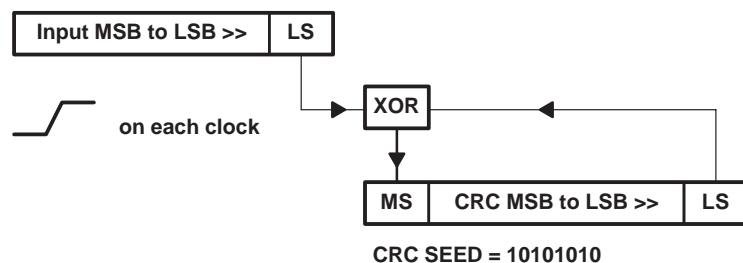 Input MSB to LSB >> LS
XOR
on each clock
MS CRC MSB to LSB >> LS
CRC SEED = 10101010